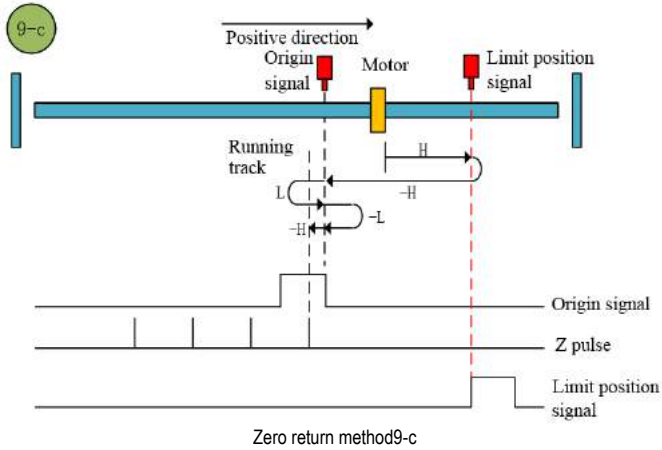 9-c
Positive direction
Origin
signal
Motor
Limit position
signal
Running
track
H
-H
L
-L
-H
Origin signal
Z pulse
Limit position
signal
Zero return method9-c